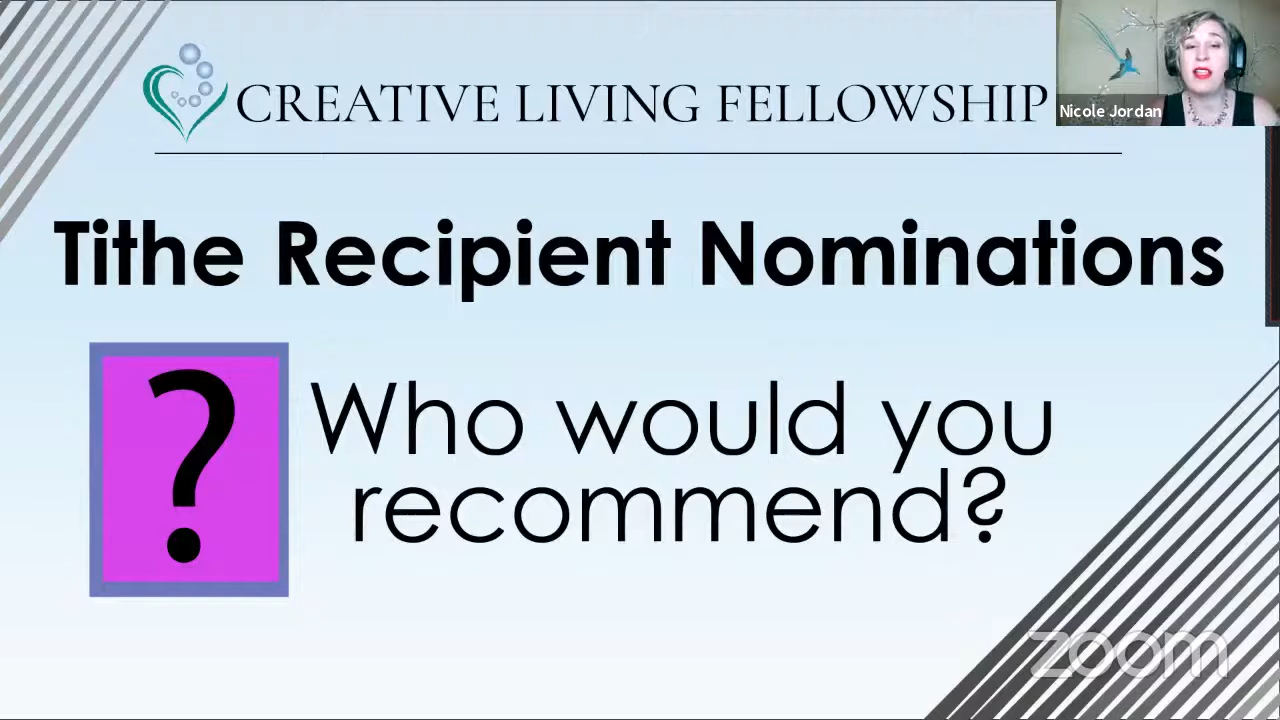 CREATIVE LIVING FELLOWSHIP
Nicole Jordan
Tithe Recipient Nominations
?
Who would you
recommend?
zoom